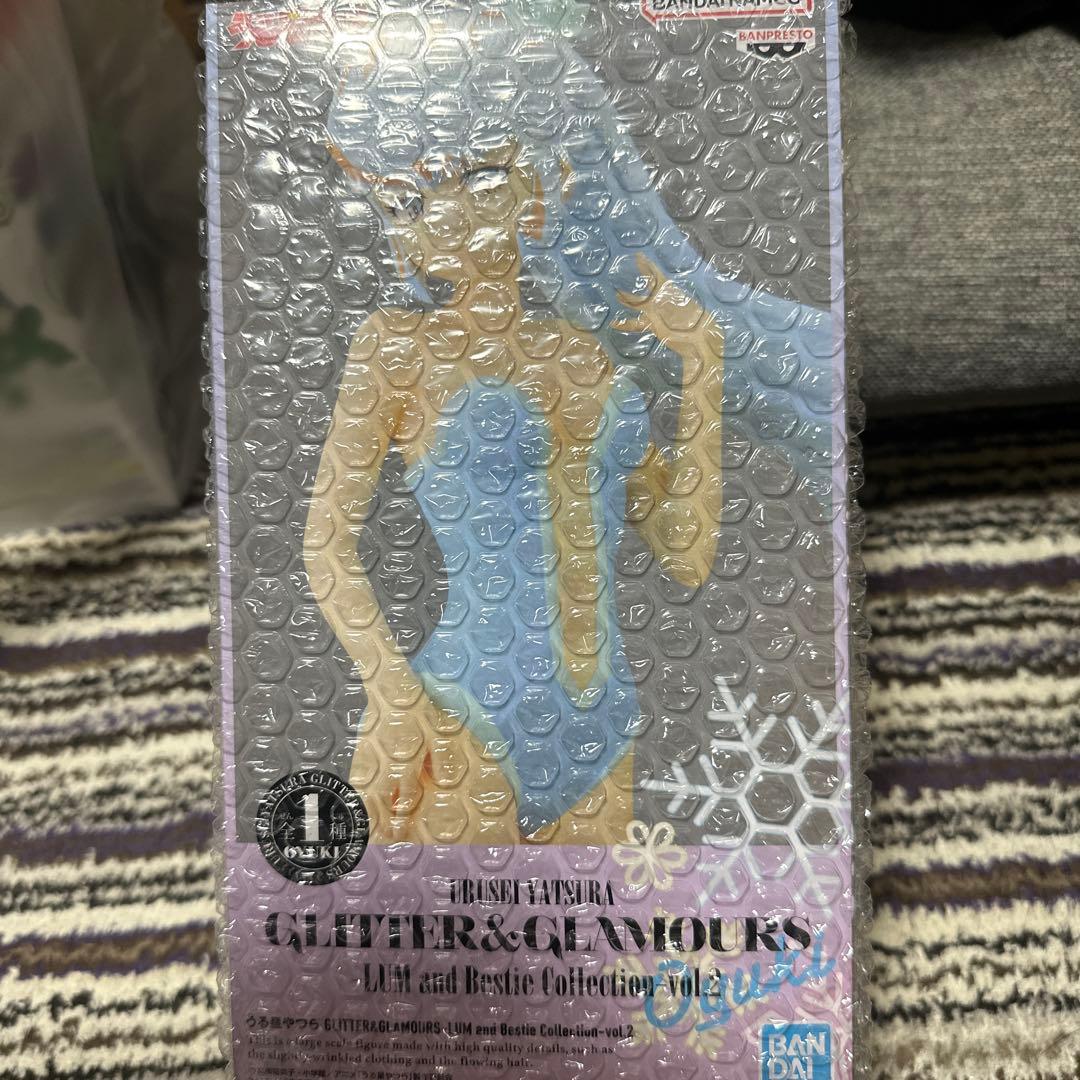 BANDAI NAMCO
BANPRESTO
全1種
OYUKI
URUSEI YATSURA
GLITTER&GLAMOURS
LUM and Bestie Collection-vol.2
Oyuki
うる星やつら GLITTER&GLAMOURS -LUM and Bestie Collection-vol.2
This is a large scale figure made with high quality details, such as
the slightly wrinkled clothing and the flowing hair.
BAN
DAI